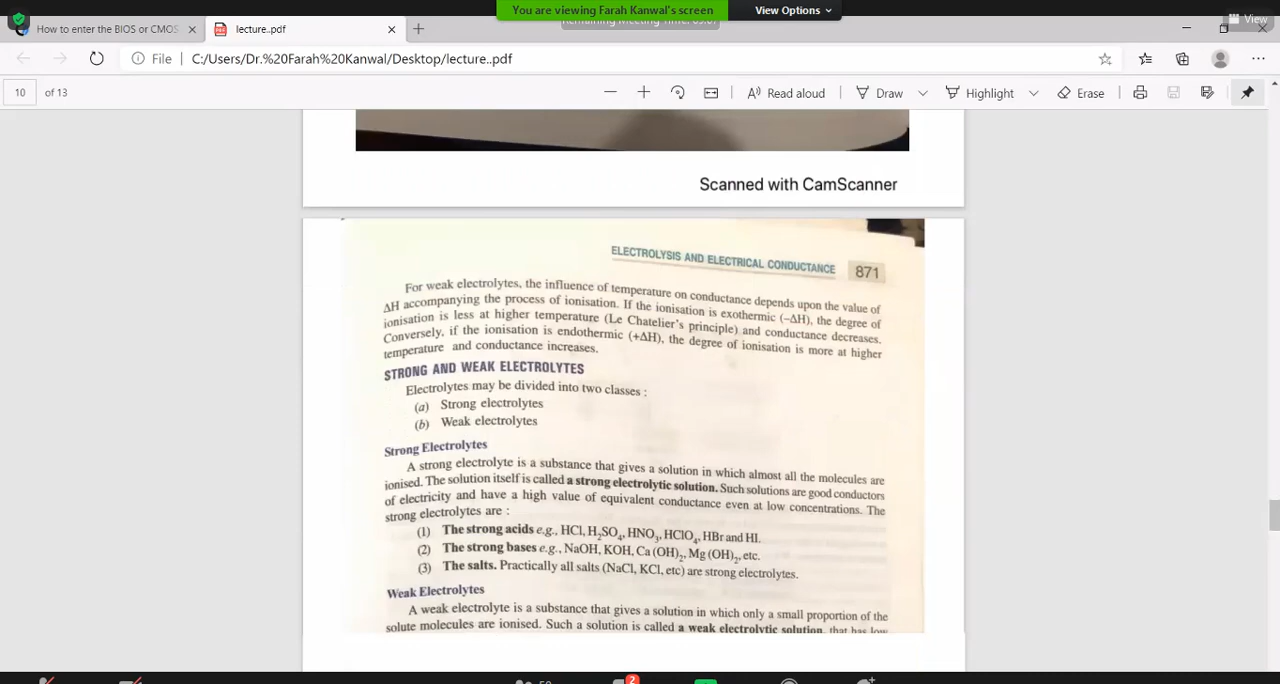 You are viewing Farah Kanwal's screen
View Options
View
How to enter the BIOS or CMOS
lecture..pdf
File
C:/Users/Dr.%20Farah%20Kanwal/Desktop/lecture..pdf
10 of 13
Read aloud
Draw
Highlight
Erase
Scanned with CamScanner
ELECTROLYSIS AND ELECTRICAL CONDUCTANCE 871
For weak electrolytes, the influence of temperature on conductance depends upon the value of
ΔH accompanying the process of ionisation. If the ionisation is exothermic (–ΔH), the degree of
ionisation is less at higher temperature (Le Chatelier's principle) and conductance decreases.
Conversely, if the ionisation is endothermic (+ΔH), the degree of ionisation is more at higher
temperature and conductance increases.
STRONG AND WEAK ELECTROLYTES
Electrolytes may be divided into two classes :
(a) Strong electrolytes
(b) Weak electrolytes
Strong Electrolytes
A strong electrolyte is a substance that gives a solution in which almost all the molecules are
ionised. The solution itself is called a strong electrolytic solution. Such solutions are good conductors
of electricity and have a high value of equivalent conductance even at low concentrations. The
strong electrolytes are :
(1) The strong acids e.g., HCl, H₂SO₄, HNO₃, HClO₄, HBr and HI.
(2) The strong bases e.g., NaOH, KOH, Ca (OH)₂, Mg (OH)₂, etc.
(3) The salts. Practically all salts (NaCl, KCl, etc) are strong electrolytes.
Weak Electrolytes
A weak electrolyte is a substance that gives a solution in which only a small proportion of the
solute molecules are ionised. Such a solution is called a weak electrolytic solution, that has low
2